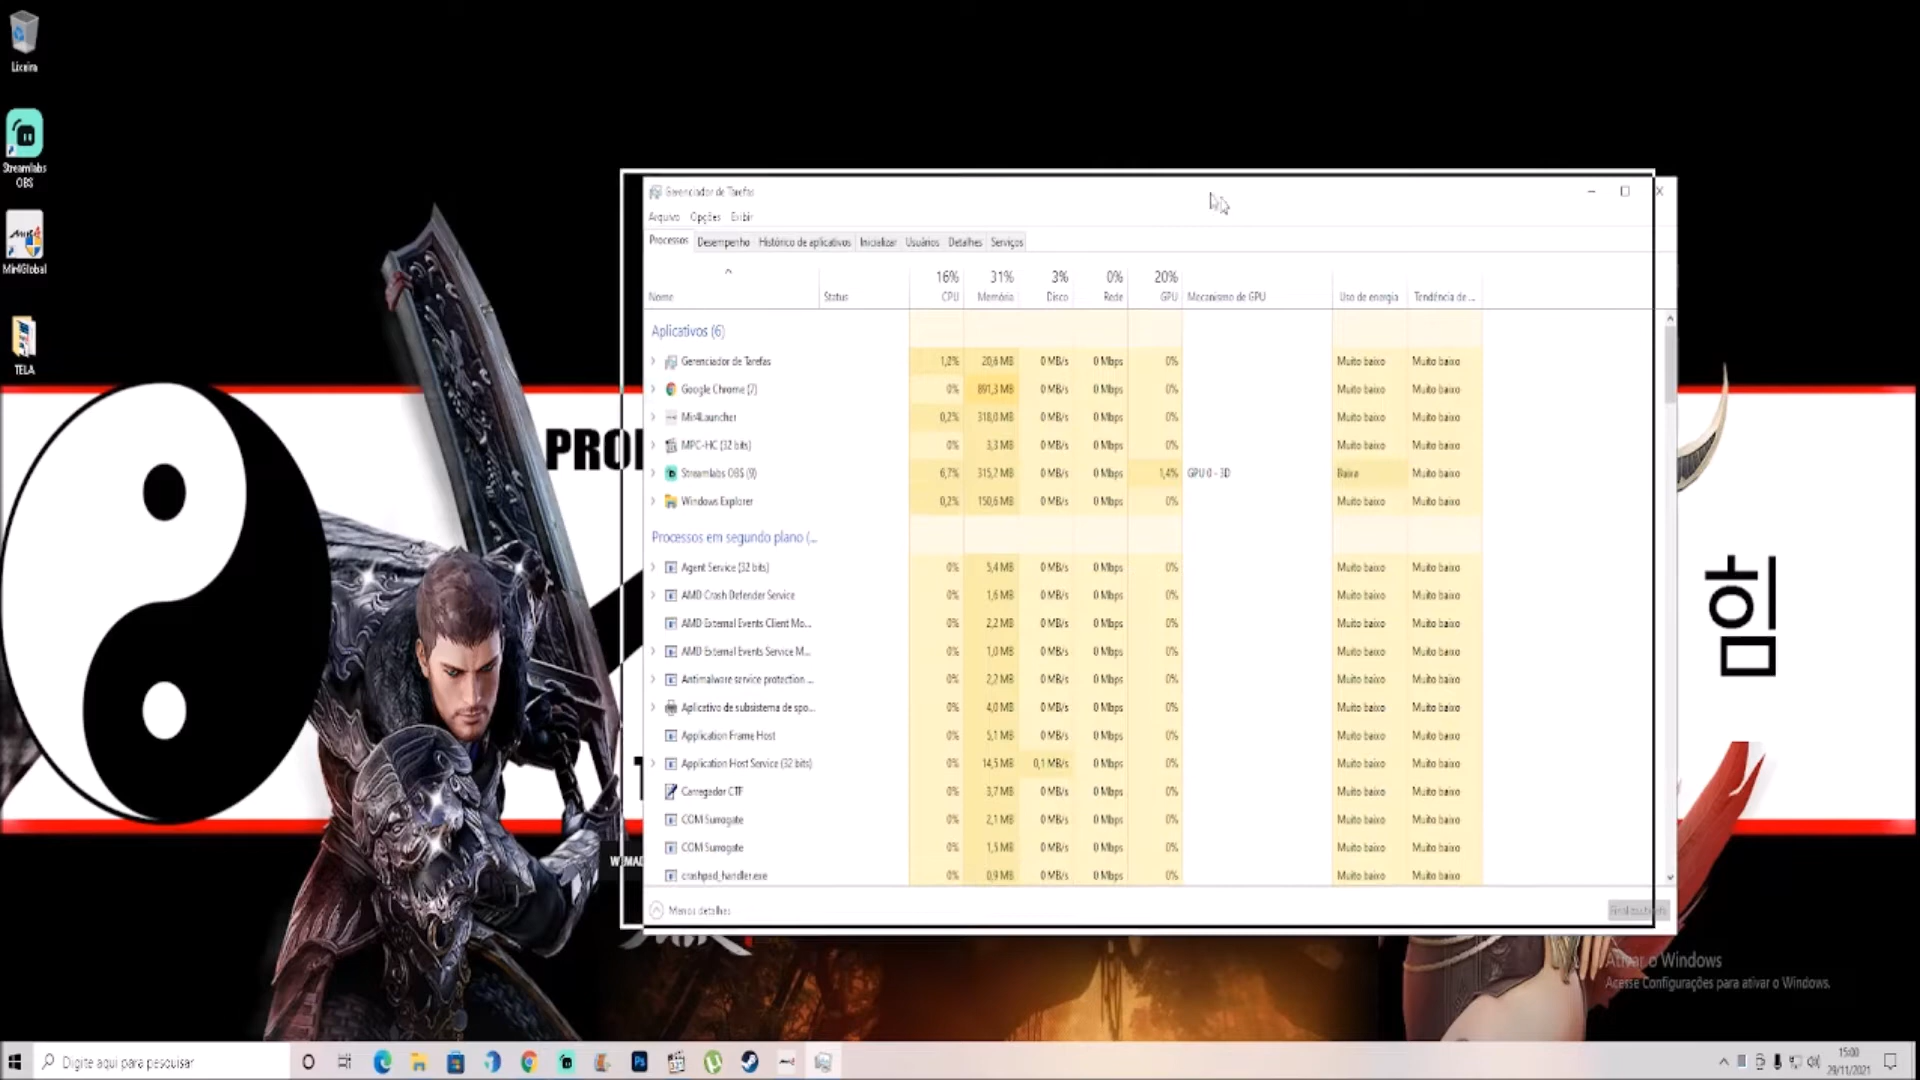 Lixeira
Streamlabs
OBS
Mir4Global
TELA
PRO
힘
Gerenciador de Tarefas
Arquivo Opções Exibir
Processos Desempenho Histórico de aplicativos Inicializar Usuários Detalhes Serviços
16% 31% 3% 0% 20%
Nome Status CPU Memória Disco Rede GPU Mecanismo de GPU Uso de energia Tendência de ...
Aplicativos (6)
Gerenciador de Tarefas 1,2% 20,6 MB 0 MB/s 0 Mbps 0% Muito baixo Muito baixo
Google Chrome (7) 0% 891,3 MB 0 MB/s 0 Mbps 0% Muito baixo Muito baixo
Mir4Launcher 0,2% 318,0 MB 0 MB/s 0 Mbps 0% Muito baixo Muito baixo
MPC-HC (32 bits) 0% 3,3 MB 0 MB/s 0 Mbps 0% Muito baixo Muito baixo
Streamlabs OBS (9) 6,7% 315,7 MB 0 MB/s 0 Mbps 1,4% GPU 0 - 3D Baixo Muito baixo
Windows Explorer 0,2% 150,6 MB 0 MB/s 0 Mbps 0% Muito baixo Muito baixo
Processos em segundo plano (...
Agent Service (32 bits) 0% 5,4 MB 0 MB/s 0 Mbps 0% Muito baixo Muito baixo
AMD Crash Defender Service 0% 1,6 MB 0 MB/s 0 Mbps 0% Muito baixo Muito baixo
AMD External Events Client Mo... 0% 2,2 MB 0 MB/s 0 Mbps 0% Muito baixo Muito baixo
AMD External Events Service M... 0% 1,0 MB 0 MB/s 0 Mbps 0% Muito baixo Muito baixo
Antimalware service protection ... 0% 2,2 MB 0 MB/s 0 Mbps 0% Muito baixo Muito baixo
Aplicativo de subsistema de spo... 0% 4,0 MB 0 MB/s 0 Mbps 0% Muito baixo Muito baixo
Application Frame Host 0% 5,1 MB 0 MB/s 0 Mbps 0% Muito baixo Muito baixo
Application Host Service (32 bits) 0% 14,5 MB 0,1 MB/s 0 Mbps 0% Muito baixo Muito baixo
Carregador CTF 0% 3,7 MB 0 MB/s 0 Mbps 0% Muito baixo Muito baixo
COM Surrogate 0% 2,1 MB 0 MB/s 0 Mbps 0% Muito baixo Muito baixo
COM Surrogate 0% 1,5 MB 0 MB/s 0 Mbps 0% Muito baixo Muito baixo
crashpad_handler.exe 0% 0,9 MB 0 MB/s 0 Mbps 0% Muito baixo Muito baixo
Menos detalhes Finalizar tarefa
WEMAD
Ativar o Windows
Acesse Configurações para ativar o Windows.
Digite aqui para pesquisar
Ps
15:00
29/11/2021